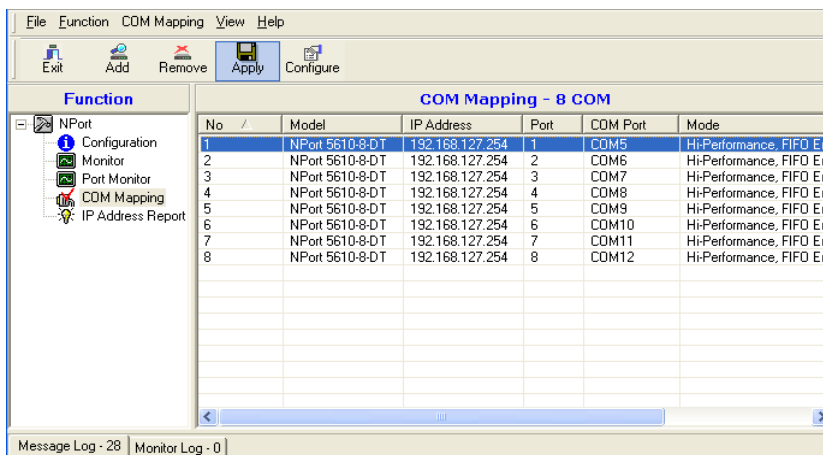 File Function COM Mapping View Help
Exit Add Remove Apply Configure
Function
COM Mapping - 8 COM
NPort
Configuration
Monitor
Port Monitor
COM Mapping
IP Address Report
No Model IP Address Port COM Port Mode
1 NPort 5610-8-DT 192.168.127.254 1 COM5 Hi-Performance, FIFO E
2 NPort 5610-8-DT 192.168.127.254 2 COM6 Hi-Performance, FIFO E
3 NPort 5610-8-DT 192.168.127.254 3 COM7 Hi-Performance, FIFO E
4 NPort 5610-8-DT 192.168.127.254 4 COM8 Hi-Performance, FIFO E
5 NPort 5610-8-DT 192.168.127.254 5 COM9 Hi-Performance, FIFO E
6 NPort 5610-8-DT 192.168.127.254 6 COM10 Hi-Performance, FIFO E
7 NPort 5610-8-DT 192.168.127.254 7 COM11 Hi-Performance, FIFO E
8 NPort 5610-8-DT 192.168.127.254 8 COM12 Hi-Performance, FIFO E
Message Log - 28 Monitor Log - 0